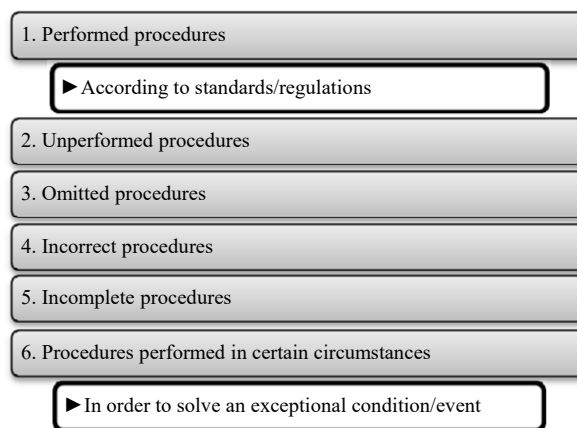 1. Performed procedures
►According to standards/regulations
2. Unperformed procedures
3. Omitted procedures
4. Incorrect procedures
5. Incomplete procedures
6. Procedures performed in certain circumstances
►In order to solve an exceptional condition/event